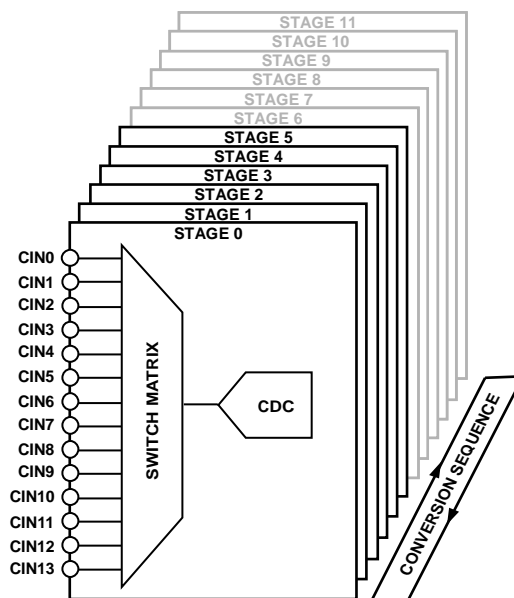 STAGE 11
STAGE 10
STAGE 9
STAGE 8
STAGE 7
STAGE 6
STAGE 5
STAGE 4
STAGE 3
STAGE 2
STAGE 1
STAGE 0
CIN0
CIN1
CIN2
CIN3
CIN4
CIN5
CIN6
CIN7
CIN8
CIN9
CIN10
CIN11
CIN12
CIN13
SWITCH MATRIX
CDC
CONVERSION SEQUENCE